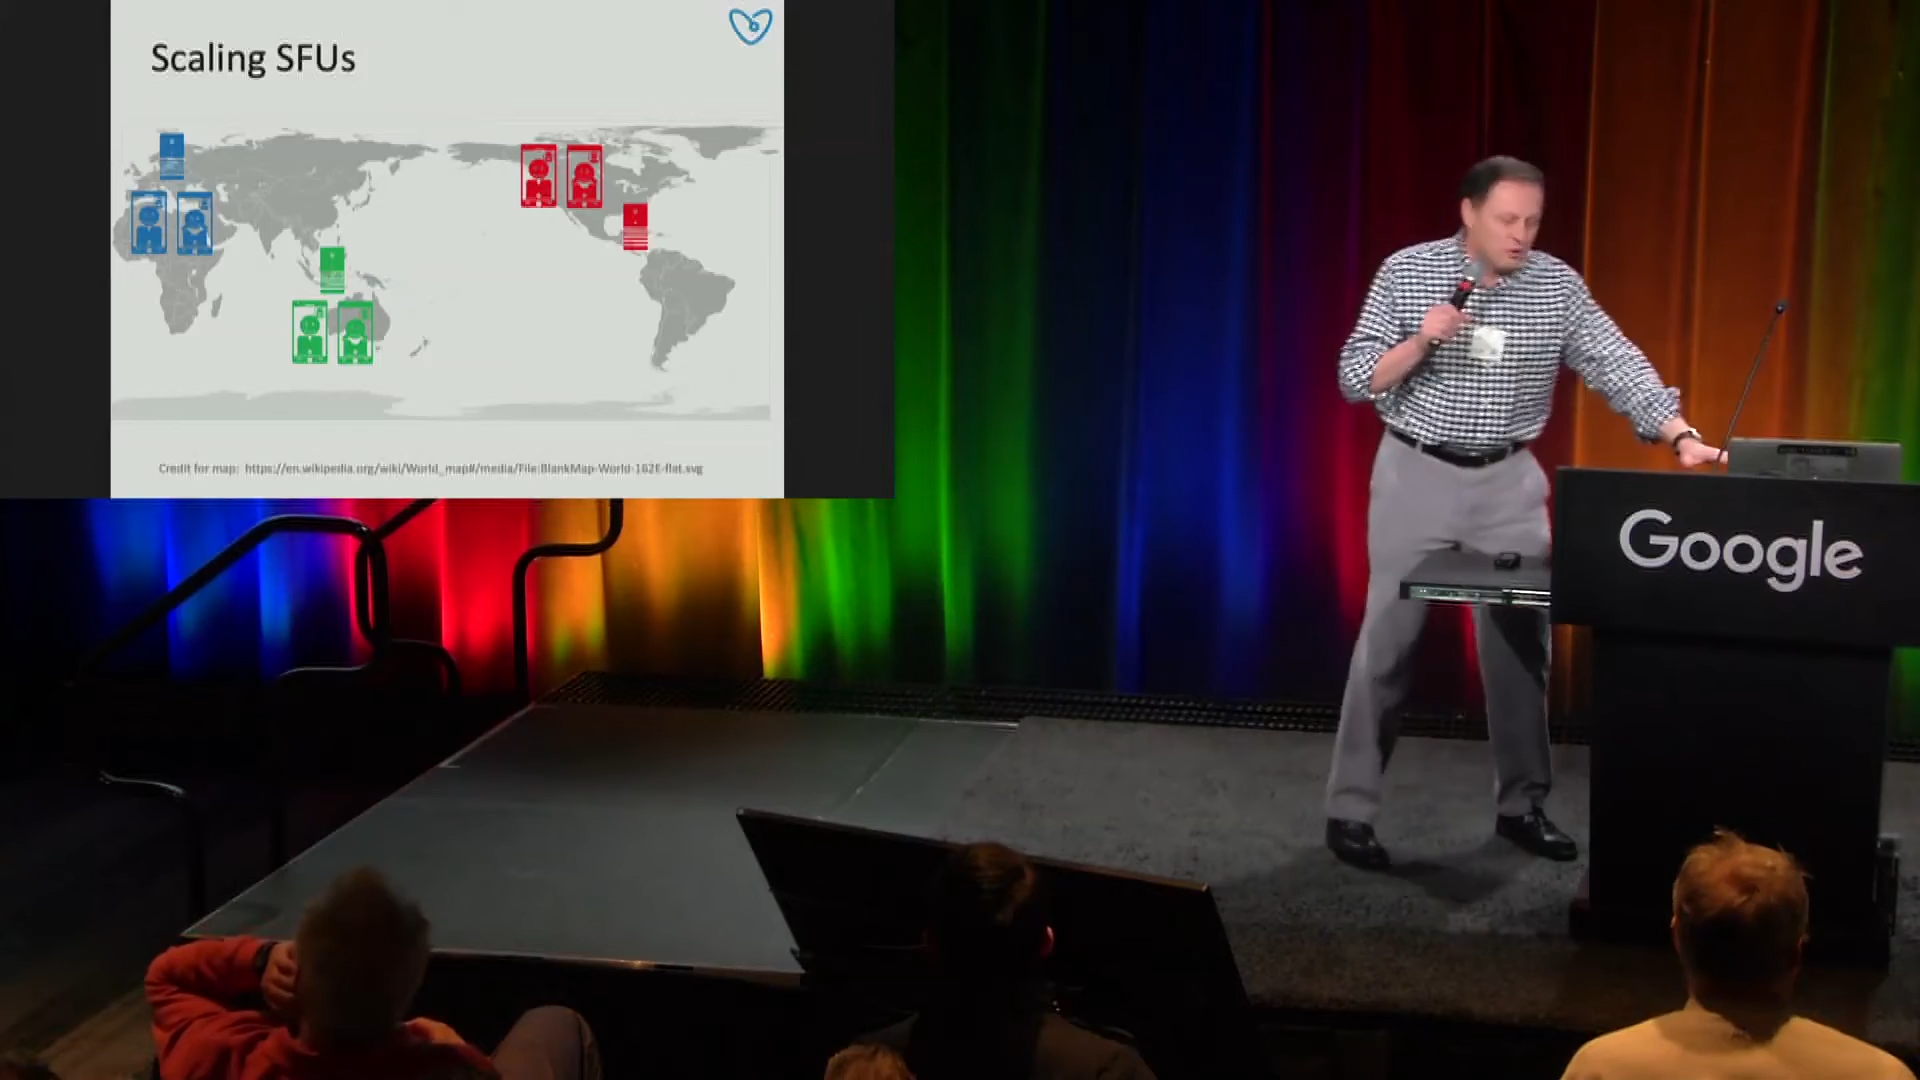 Scaling SFUs
Credit for map: https://en.wikipedia.org/wiki/World_map#/media/File:BlankMap-World-162E-flat.svg
Google